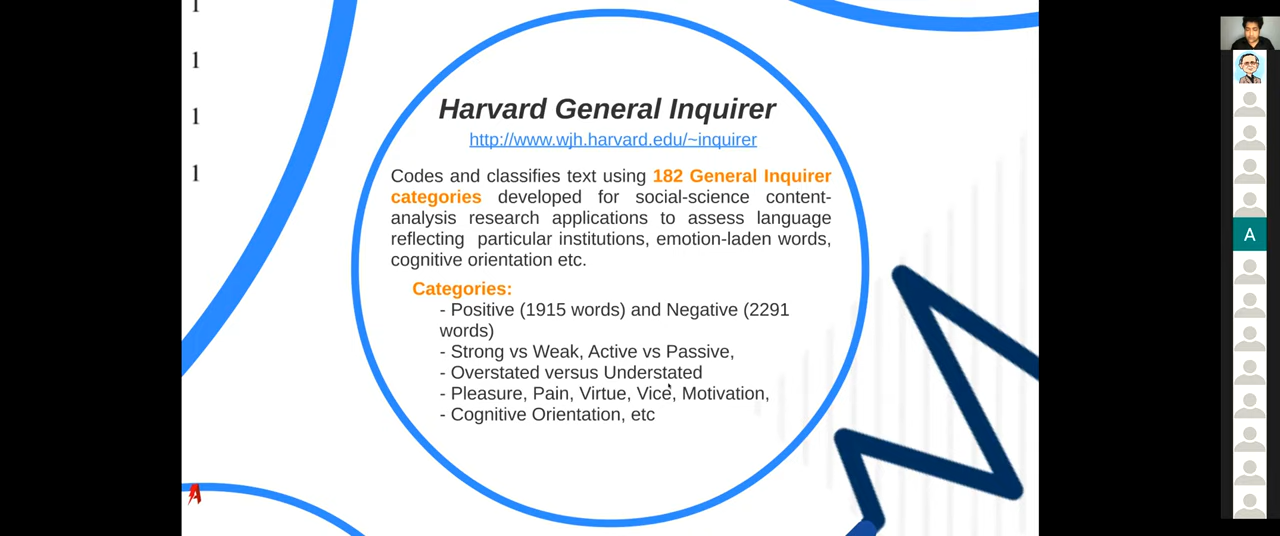 1
1
1
1
Harvard General Inquirer
http://www.wjh.harvard.edu/~inquirer
Codes and classifies text using 182 General Inquirer
categories developed for social-science content-
analysis research applications to assess language
reflecting particular institutions, emotion-laden words,
cognitive orientation etc.
Categories:
- Positive (1915 words) and Negative (2291
words)
- Strong vs Weak, Active vs Passive,
- Overstated versus Understated
- Pleasure, Pain, Virtue, Vice, Motivation,
- Cognitive Orientation, etc
A
A